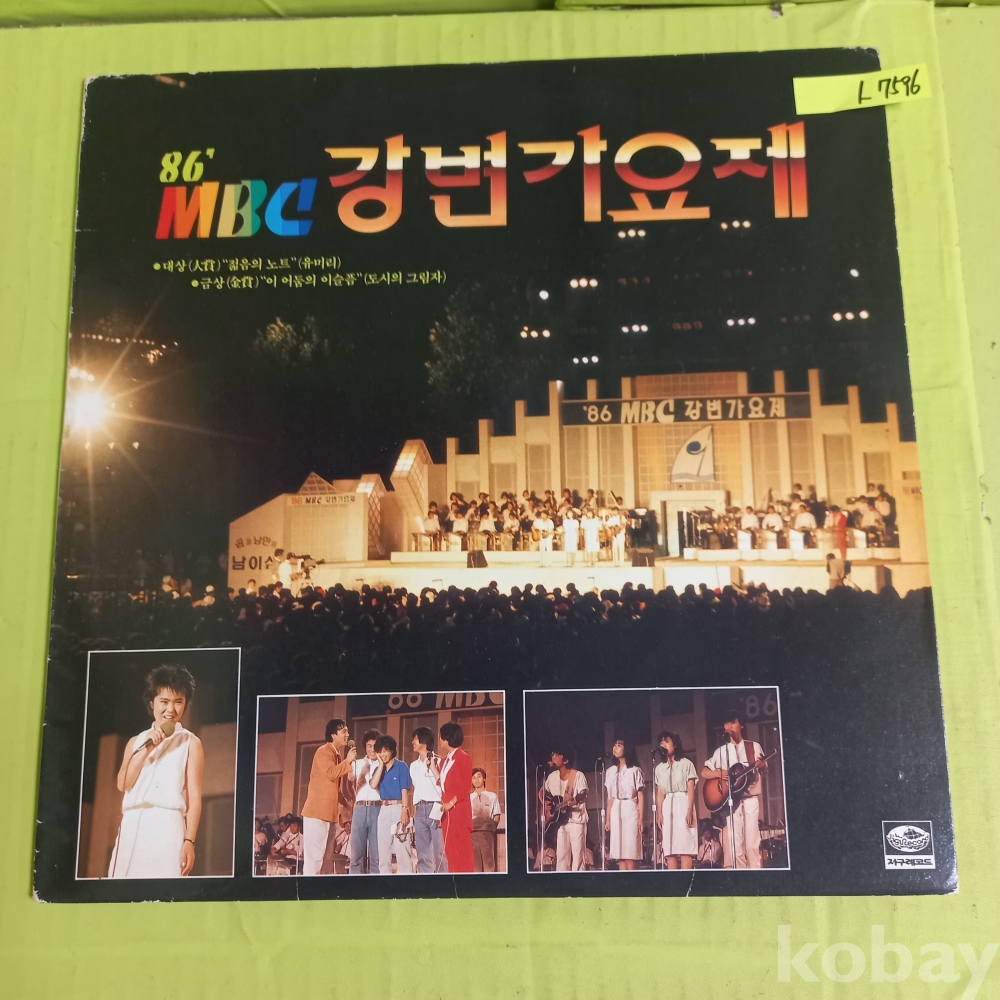 L 7596
86'
MBC 강변가요제
●대상(大賞)“젊음의 노트”(유미리)
●금상(金賞)“이 어둠의 이슬픔”(도시의 그림자)
'86 MBC 강변가요제
'86 MBC 강변가요제
남이섬
86 MBC
'86
지구레코드
kobay